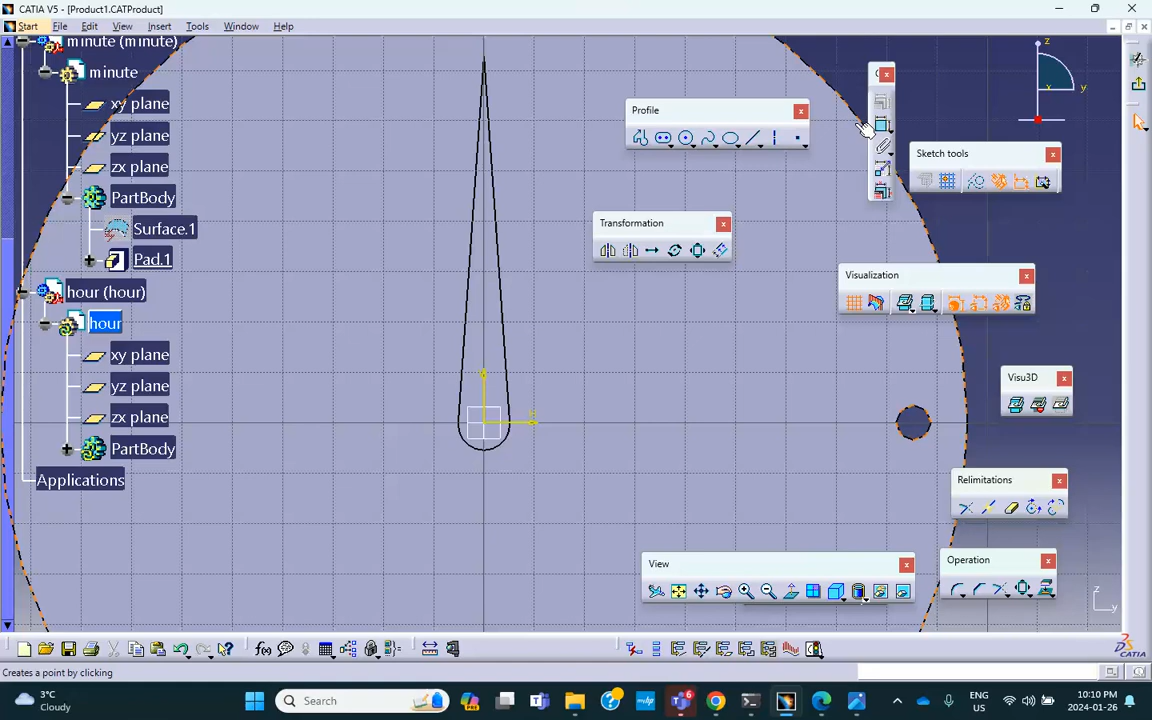 CATIA V5 - [Product1.CATProduct]
Start File Edit View Insert Tools Window Help
minute (minute)
minute
xy plane
yz plane
zx plane
PartBody
Surface.1
Pad.1
hour (hour)
hour
xy plane
yz plane
zx plane
PartBody
Applications
Profile
Transformation
Sketch tools
Visualization
Visu3D
Relimitations
View
Operation
z
x
y
z
y
CATIA
Creates a point by clicking
3°C
Cloudy
Search
6
ENG
US
10:10 PM
2024-01-26